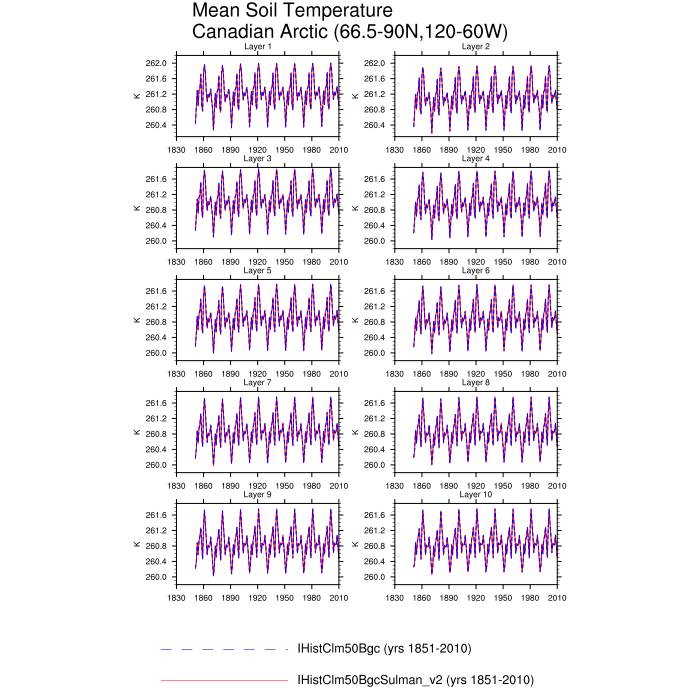 Mean Soil Temperature
Canadian Arctic (66.5-90N,120-60W)
Layer 1
Layer 2
262.0
261.6
261.2
260.8
260.4
K
1830 1860 1890 1920 1950 1980 2010
262.0
261.6
261.2
260.8
260.4
K
1830 1860 1890 1920 1950 1980 2010
Layer 3
Layer 4
261.6
261.2
260.8
260.4
260.0
K
1830 1860 1890 1920 1950 1980 2010
261.6
261.2
260.8
260.4
260.0
K
1830 1860 1890 1920 1950 1980 2010
Layer 5
Layer 6
261.6
261.2
260.8
260.4
260.0
K
1830 1860 1890 1920 1950 1980 2010
261.6
261.2
260.8
260.4
260.0
K
1830 1860 1890 1920 1950 1980 2010
Layer 7
Layer 8
261.6
261.2
260.8
260.4
260.0
K
1830 1860 1890 1920 1950 1980 2010
261.6
261.2
260.8
260.4
260.0
K
1830 1860 1890 1920 1950 1980 2010
Layer 9
Layer 10
261.6
261.2
260.8
260.4
260.0
K
1830 1860 1890 1920 1950 1980 2010
261.6
261.2
260.8
260.4
260.0
K
1830 1860 1890 1920 1950 1980 2010
IHistClm50Bgc (yrs 1851-2010)
IHistClm50BgcSulman_v2 (yrs 1851-2010)